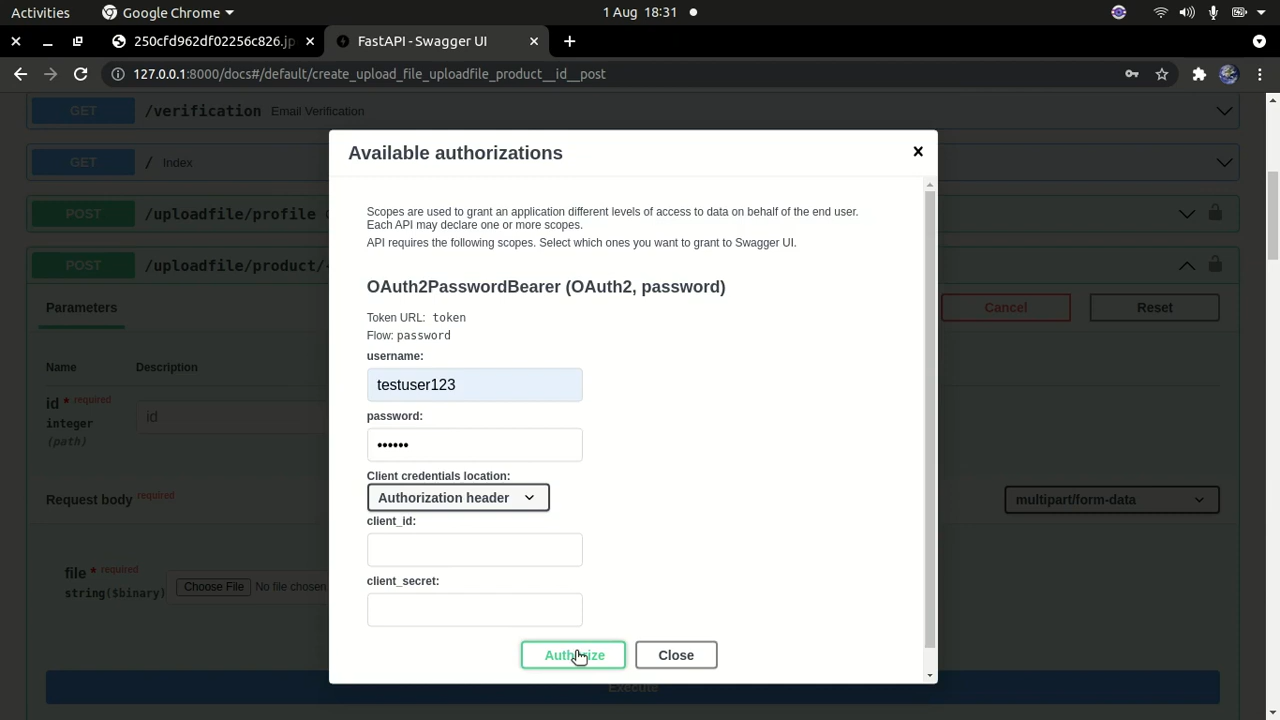 Activities
Google Chrome
1 Aug 18:31
250cfd962df02256c826.jp
FastAPI - Swagger UI
127.0.0.1:8000/docs#/default/create_upload_file_uploadfile_product__id__post
GET /verification Email Verification
GET / Index
POST /uploadfile/profile
POST /uploadfile/product/
Parameters
Cancel
Reset
Name Description
id * required
integer
(path)
id
Request body required
multipart/form-data
file * required
string($binary)
Choose File No file chosen
Execute
Available authorizations
Scopes are used to grant an application different levels of access to data on behalf of the end user.
Each API may declare one or more scopes.
API requires the following scopes. Select which ones you want to grant to Swagger UI.
OAuth2PasswordBearer (OAuth2, password)
Token URL: token
Flow: password
username:
testuser123
password:
••••••
Client credentials location:
Authorization header
client_id:
client_secret:
Authorize
Close